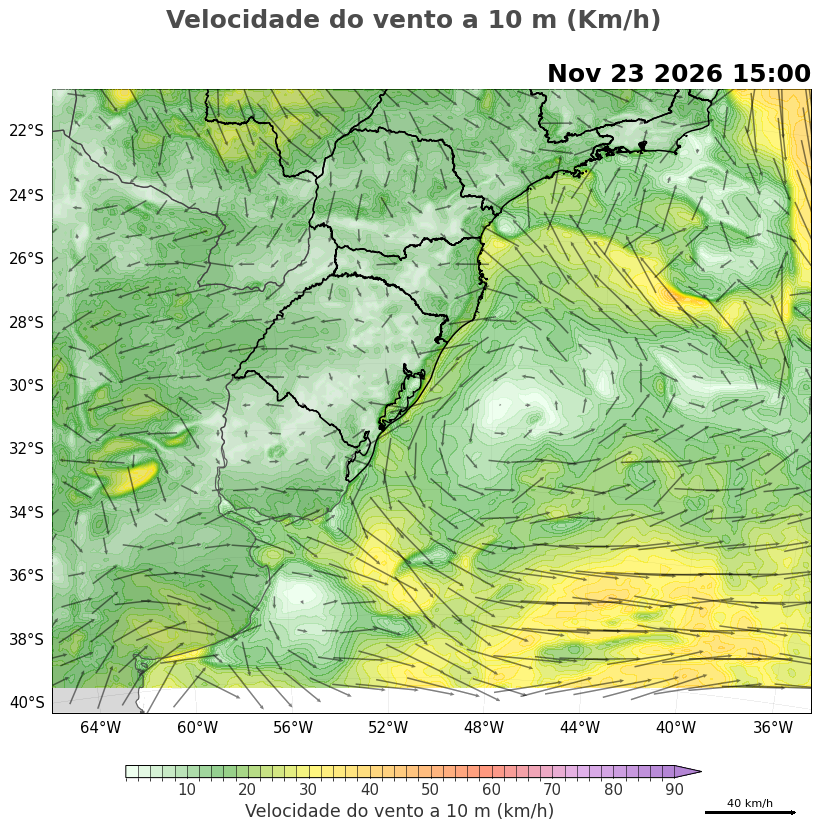 Velocidade do vento a 10 m (Km/h)
Nov 23 2026 15:00
22°S
24°S
26°S
28°S
30°S
32°S
34°S
36°S
38°S
40°S
64°W 60°W 56°W 52°W 48°W 44°W 40°W 36°W
10 20 30 40 50 60 70 80 90
Velocidade do vento a 10 m (km/h)
40 km/h